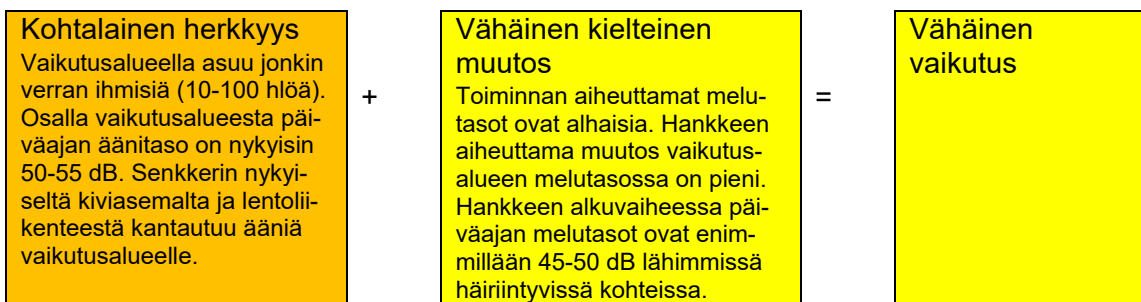 Kohtalainen herkkyys
Vaikutusalueella asuu jonkin
verran ihmisiä (10-100 hlöä).
Osalla vaikutusalueesta päi-
väajan äänitaso on nykyisin
50-55 dB. Senkkerin nykyi-
seltä kiviasemalta ja lentolii-
kenteestä kantautuu ääniä
vaikutusalueelle.
+
Vähäinen kielteinen
muutos
Toiminnan aiheuttamat melu-
tasot ovat alhaisia. Hankkeen
aiheuttama muutos vaikutus-
alueen melutasossa on pieni.
Hankkeen alkuvaiheessa päi-
väajan melutasot ovat enim-
millään 45-50 dB lähimmissä
häiriintyvissä kohteissa.
=
Vähäinen
vaikutus